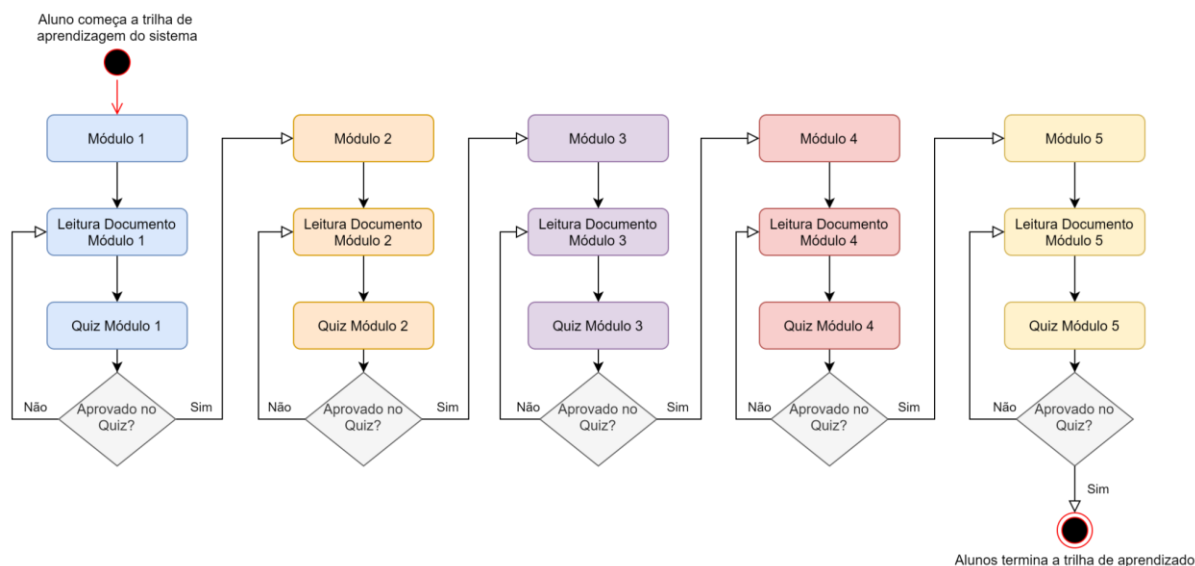 Aluno começa a trilha de
aprendizagem do sistema
Módulo 1
Módulo 2
Módulo 3
Módulo 4
Módulo 5
Leitura Documento
Módulo 1
Leitura Documento
Módulo 2
Leitura Documento
Módulo 3
Leitura Documento
Módulo 4
Leitura Documento
Módulo 5
Quiz Módulo 1
Quiz Módulo 2
Quiz Módulo 3
Quiz Módulo 4
Quiz Módulo 5
Não
Aprovado no
Quiz?
Sim
Não
Aprovado no
Quiz?
Sim
Não
Aprovado no
Quiz?
Sim
Não
Aprovado no
Quiz?
Sim
Não
Aprovado no
Quiz?
Sim
Alunos termina a trilha de aprendizado